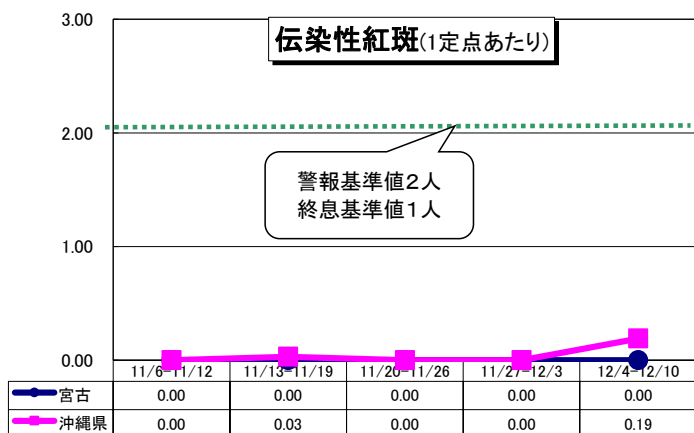 伝染性紅斑(1定点あたり)
3.00
2.00
警報基準値2人
終息基準値1人
1.00
0.00
11/6-11/12 11/13-11/19 11/20-11/26 11/27-12/3 12/4-12/10
宮古 0.00 0.00 0.00 0.00 0.00
沖縄県 0.00 0.03 0.00 0.00 0.19